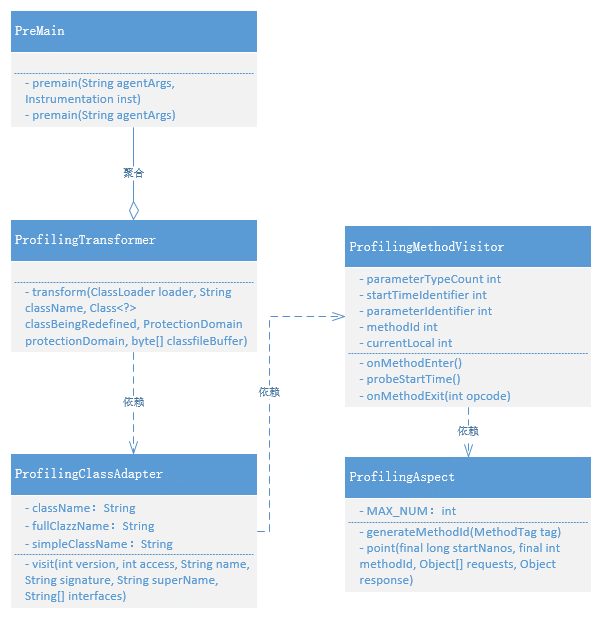 PreMain
- premain(String agentArgs,
Instrumentation inst)
- premain(String agentArgs)
聚合
ProfilingTransformer
- transform(ClassLoader loader, String
className, Class<?>
classBeingRedefined, ProtectionDomain
protectionDomain, byte[] classfileBuffer)
依赖
ProfilingClassAdapter
- className：String
- fullClazzName：String
- simpleClassName：String
- visit(int version, int access, String name,
String signature, String superName,
String[] interfaces)
依赖
ProfilingMethodVisitor
- parameterTypeCount int
- startTimeIdentifier int
- parameterIdentifier int
- methodId int
- currentLocal int
- onMethodEnter()
- probeStartTime()
- onMethodExit(int opcode)
依赖
ProfilingAspect
- MAX_NUM：int
- generateMethodId(MethodTag tag)
- point(final long startNanos, final int
methodId, Object[] requests, Object
response)